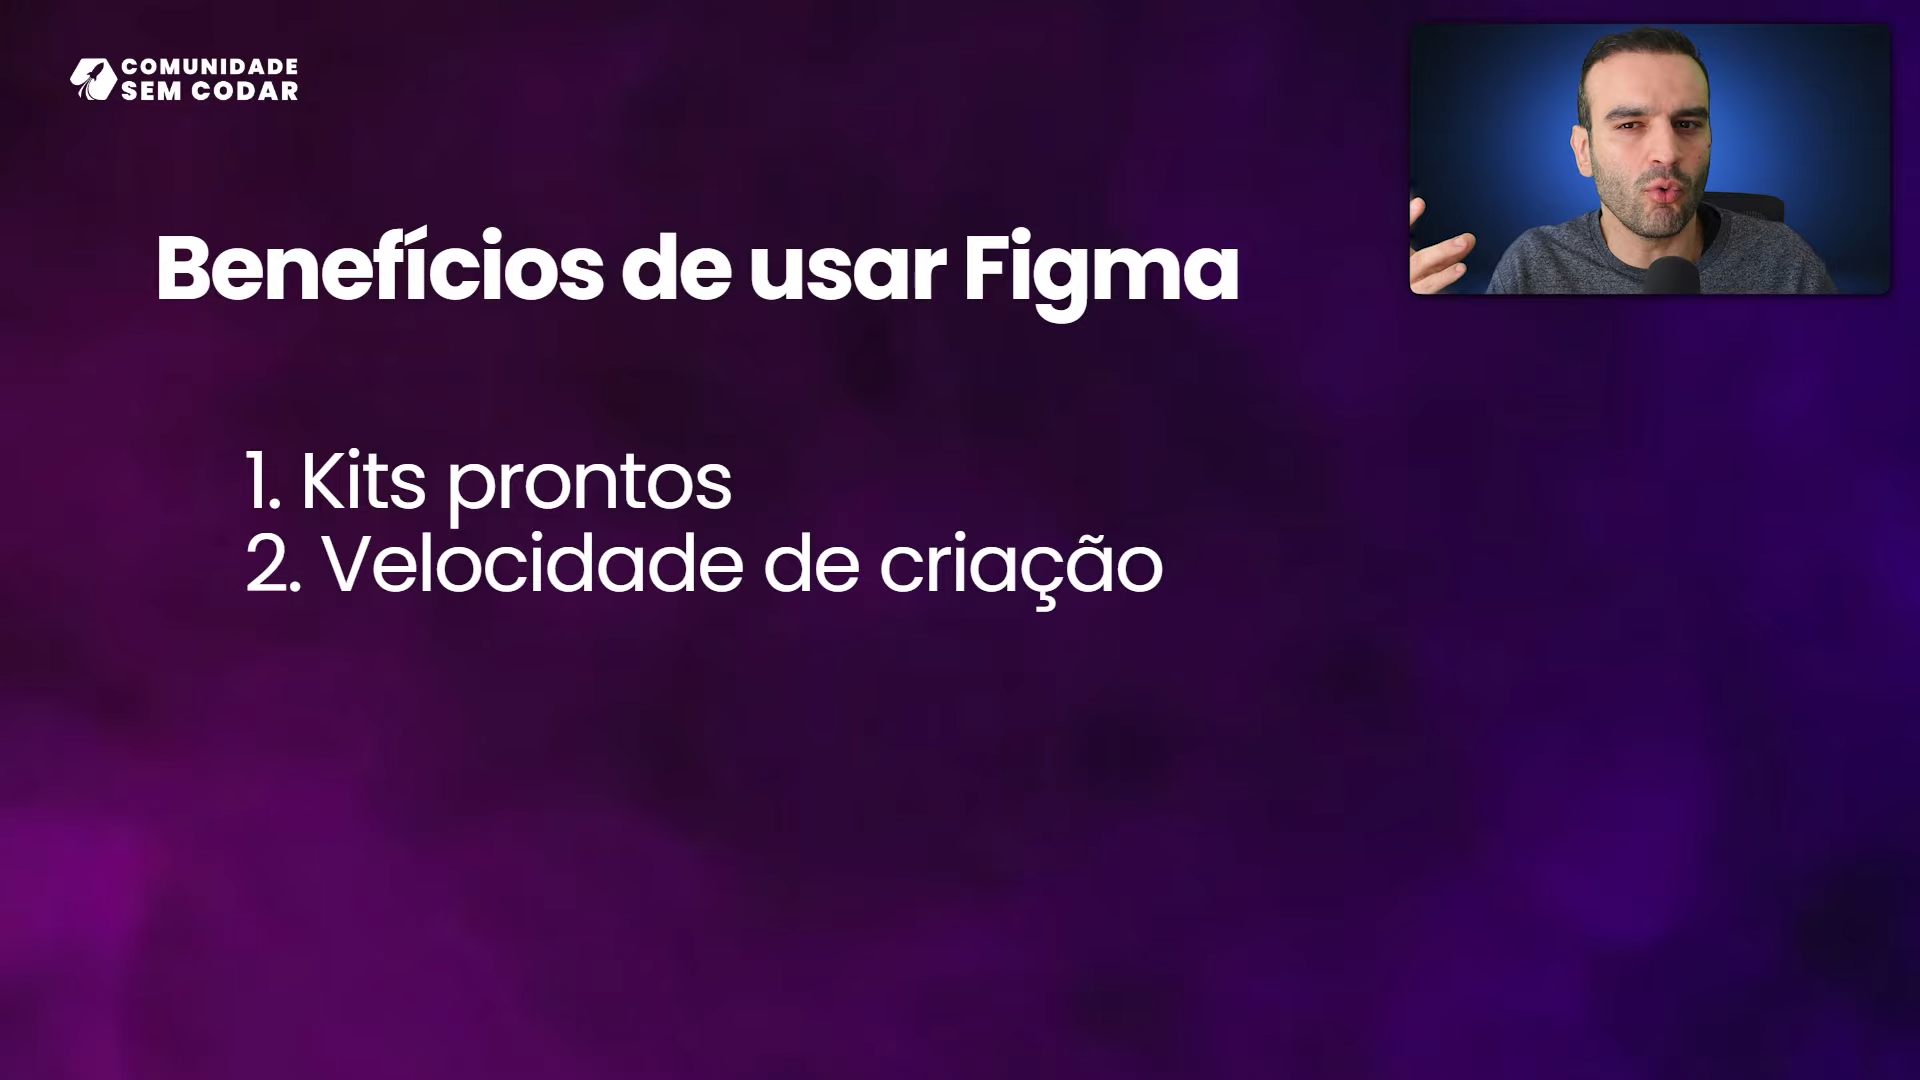 COMUNIDADE
SEM CODAR
Benefícios de usar Figma
1. Kits prontos
2. Velocidade de criação